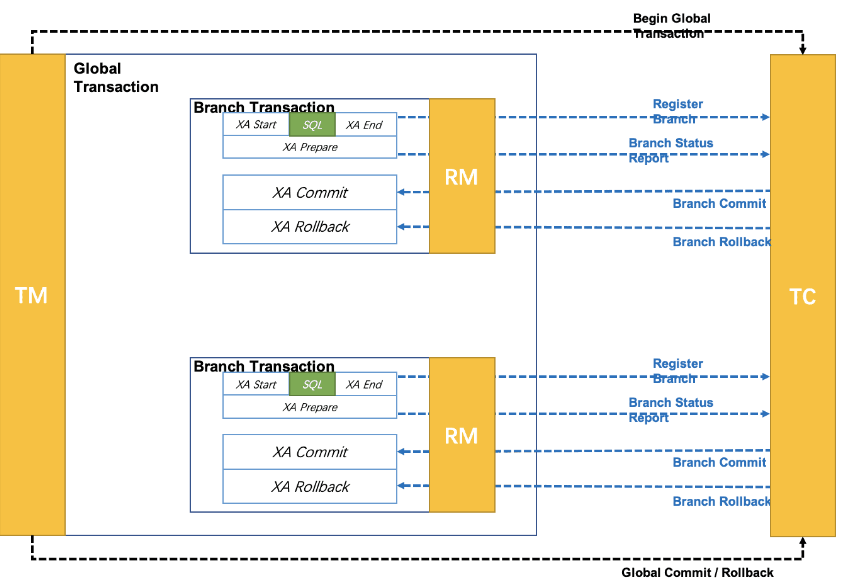 Begin Global
Transaction
Global
Transaction
Branch Transaction
XA Start
SQL
XA End
XA Prepare
XA Commit
XA Rollback
RM
Register
Branch
Branch Status
Report
Branch Commit
Branch Rollback
TM
TC
Branch Transaction
XA Start
SQL
XA End
XA Prepare
XA Commit
XA Rollback
RM
Register
Branch
Branch Status
Report
Branch Commit
Branch Rollback
Global Commit / Rollback